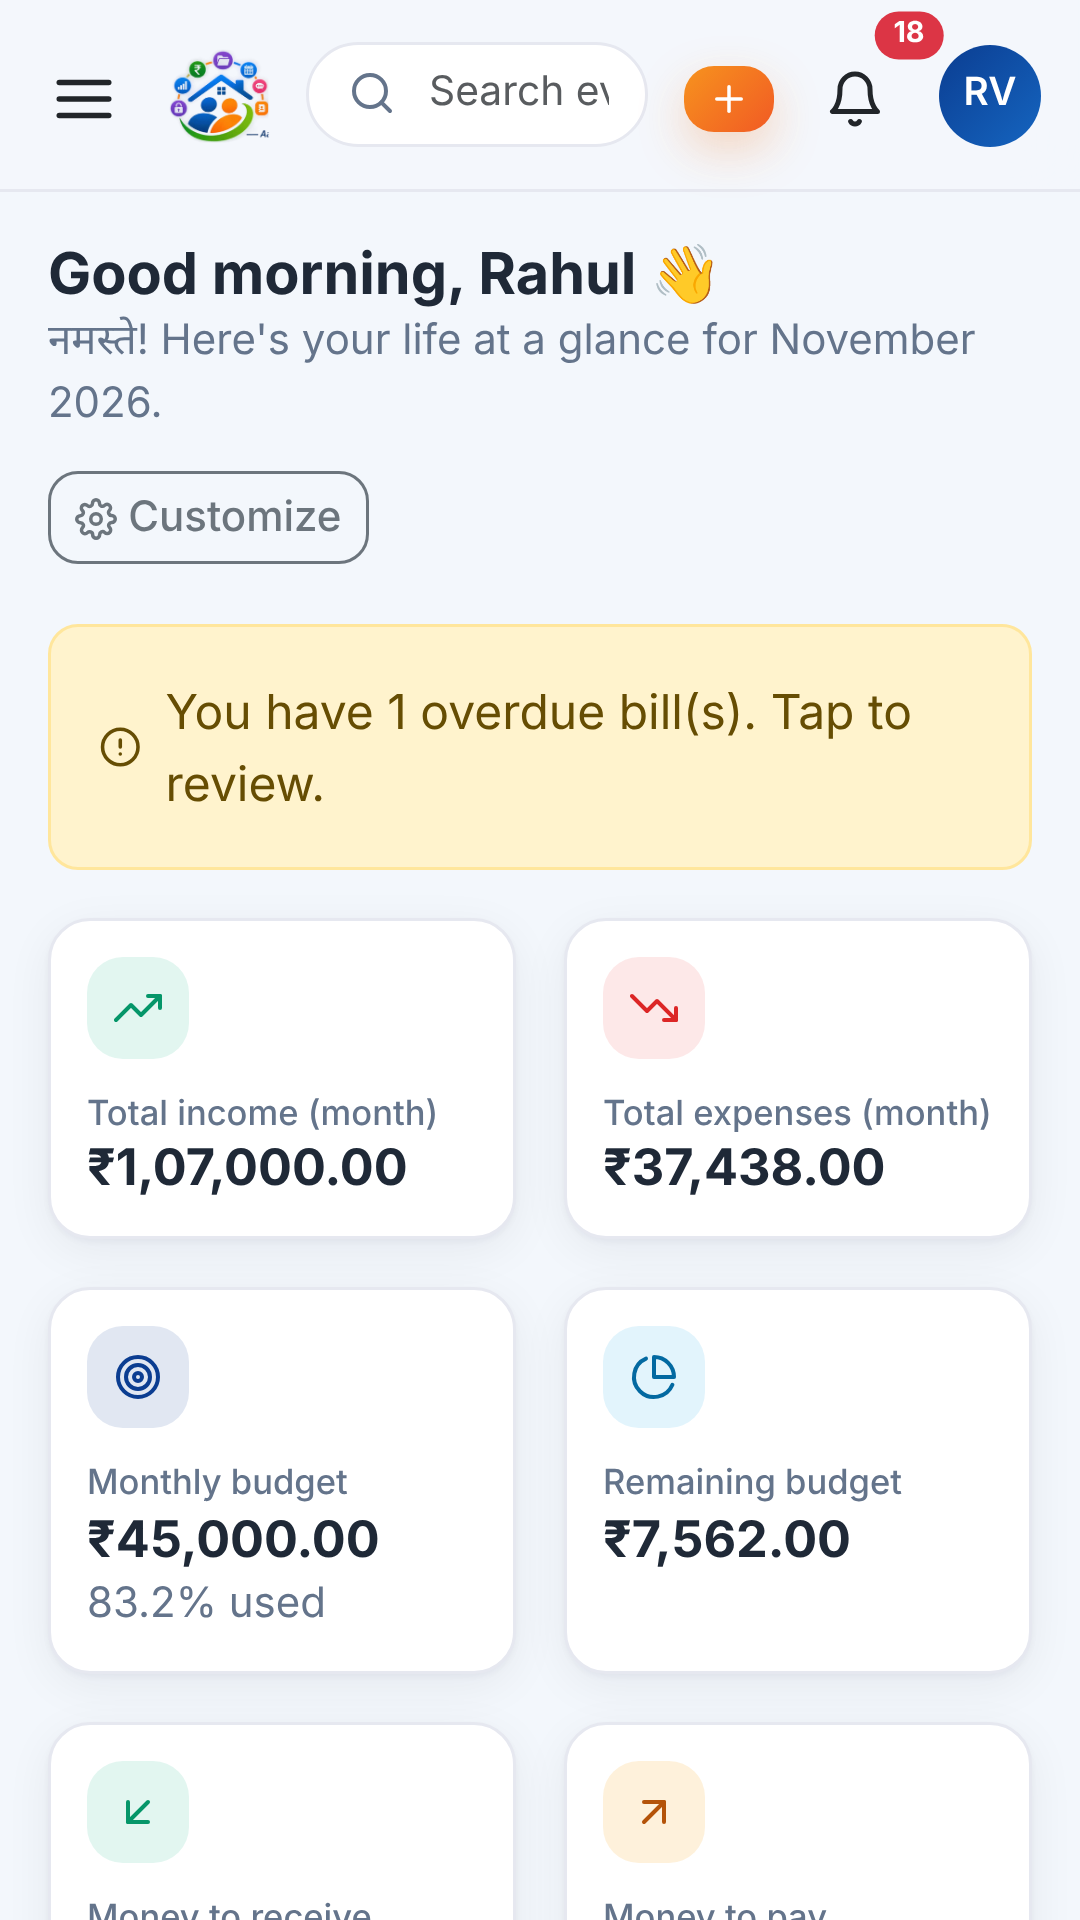 18
Search ev
RV
Good morning, Rahul 👋
नमस्ते! Here's your life at a glance for November
2026.
Customize
You have 1 overdue bill(s). Tap to
review.
Total income (month)
₹1,07,000.00
Total expenses (month)
₹37,438.00
Monthly budget
₹45,000.00
83.2% used
Remaining budget
₹7,562.00
Money to receive
Money to pay